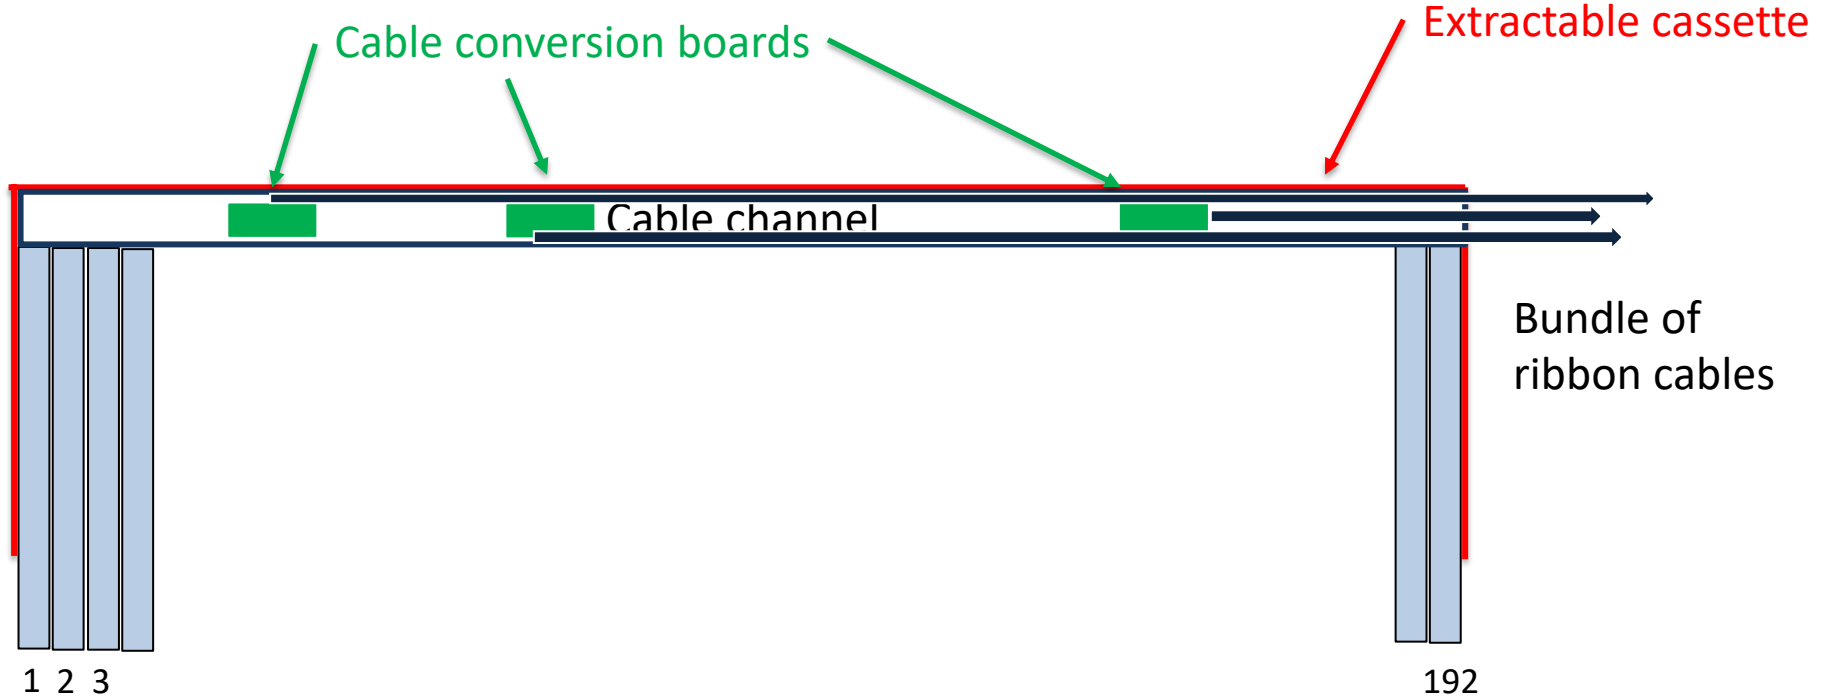 Extractable cassette
Cable conversion boards
Cable channel
Bundle of
ribbon cables
1 2 3
192